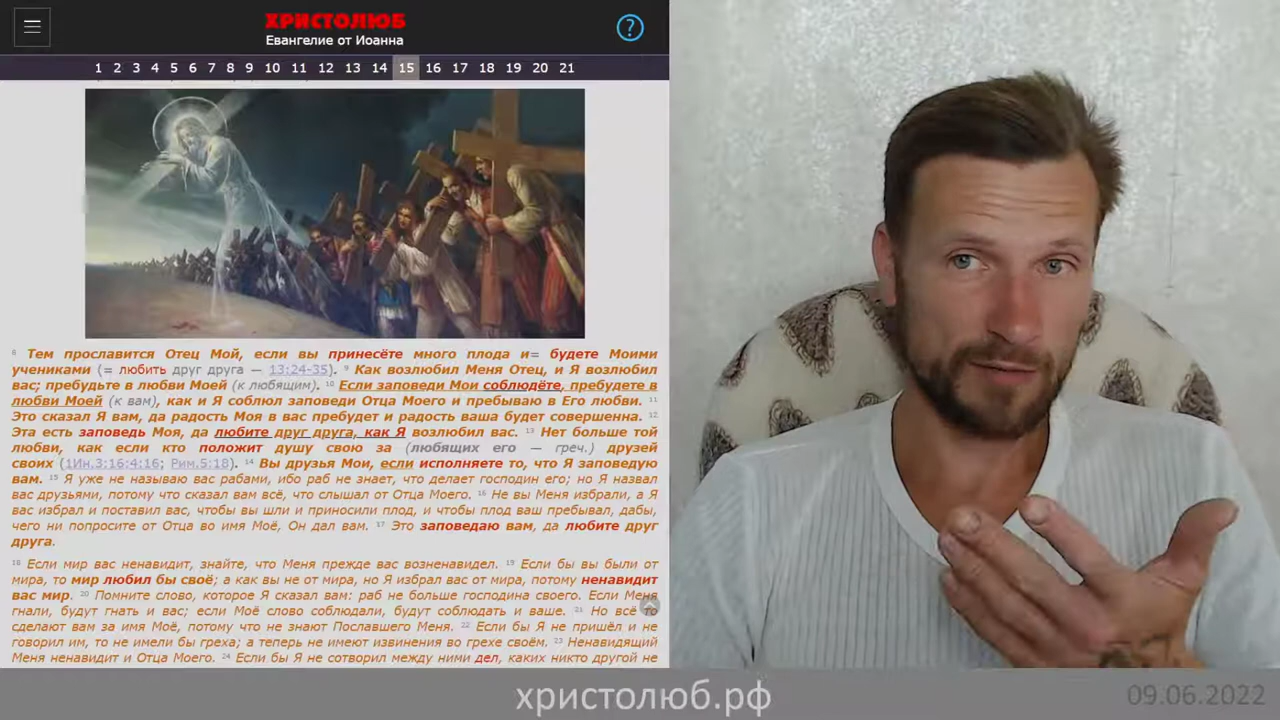 ХРИСТОЛЮБ
Евангелие от Иоанна
?
1 2 3 4 5 6 7 8 9 10 11 12 13 14 15 16 17 18 19 20 21
8 Тем прославится Отец Мой, если вы принесёте много плода и= будете Моими
учениками (= любить друг друга — 13:24-35). 9 Как возлюбил Меня Отец, и Я возлюбил
вас; пребудьте в любви Моей (к любящим). 10 Если заповеди Мои соблюдёте, пребудете в
любви Моей (к вам), как и Я соблюл заповеди Отца Моего и пребываю в Его любви. 11
Это сказал Я вам, да радость Моя в вас пребудет и радость ваша будет совершенна. 12
Эта есть заповедь Моя, да любите друг друга, как Я возлюбил вас. 13 Нет больше той
любви, как если кто положит душу свою за (любящих его — греч.) друзей
своих (1Ин.3:16;4:16; Рим.5:18). 14 Вы друзья Мои, если исполняете то, что Я заповедую
вам. 15 Я уже не называю вас рабами, ибо раб не знает, что делает господин его; но Я назвал
вас друзьями, потому что сказал вам всё, что слышал от Отца Моего. 16 Не вы Меня избрали, а Я
вас избрал и поставил вас, чтобы вы шли и приносили плод, и чтобы плод ваш пребывал, дабы,
чего ни попросите от Отца во имя Моё, Он дал вам. 17 Это заповедаю вам, да любите друг
друга.
18 Если мир вас ненавидит, знайте, что Меня прежде вас возненавидел. 19 Если бы вы были от
мира, то мир любил бы своё; а как вы не от мира, но Я избрал вас от мира, потому ненавидит
вас мир. 20 Помните слово, которое Я сказал вам: раб не больше господина своего. Если Меня
гнали, будут гнать и вас; если Моё слово соблюдали, будут соблюдать и ваше. 21 Но всё то
сделают вам за имя Моё, потому что не знают Пославшего Меня. 22 Если бы Я не пришёл и не
говорил им, то не имели бы греха; а теперь не имеют извинения во грехе своём. 23 Ненавидящий
Меня ненавидит и Отца Моего. 24 Если бы Я не сотворил между ними дел, каких никто другой не
христолюб.рф
09.06.2022